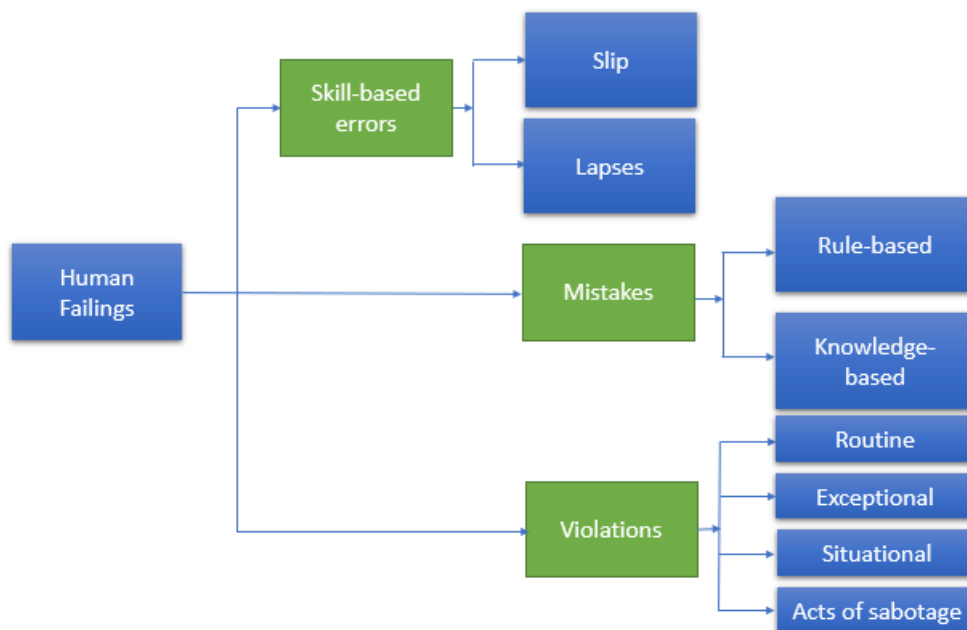 Human
Failings
Skill-based
errors
Slip
Lapses
Mistakes
Rule-based
Knowledge-
based
Violations
Routine
Exceptional
Situational
Acts of sabotage